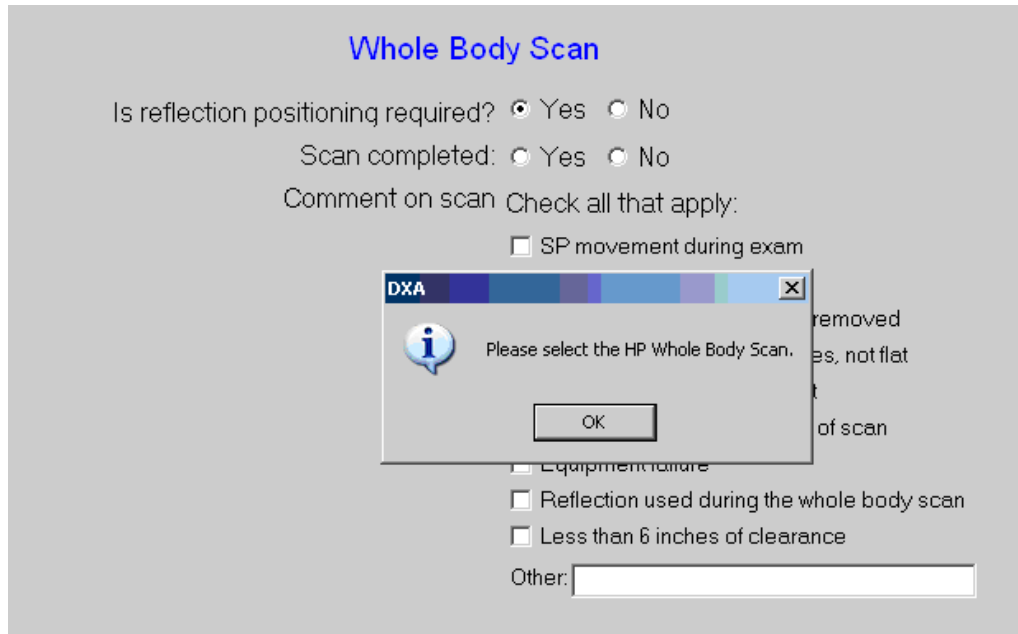 Whole Body Scan
Is reflection positioning required? Yes No
Scan completed: Yes No
Comment on scan Check all that apply:
SP movement during exam
DXA
removed
Please select the HP Whole Body Scan.
es, not flat
OK
of scan
Equipment failure
Reflection used during the whole body scan
Less than 6 inches of clearance
Other: